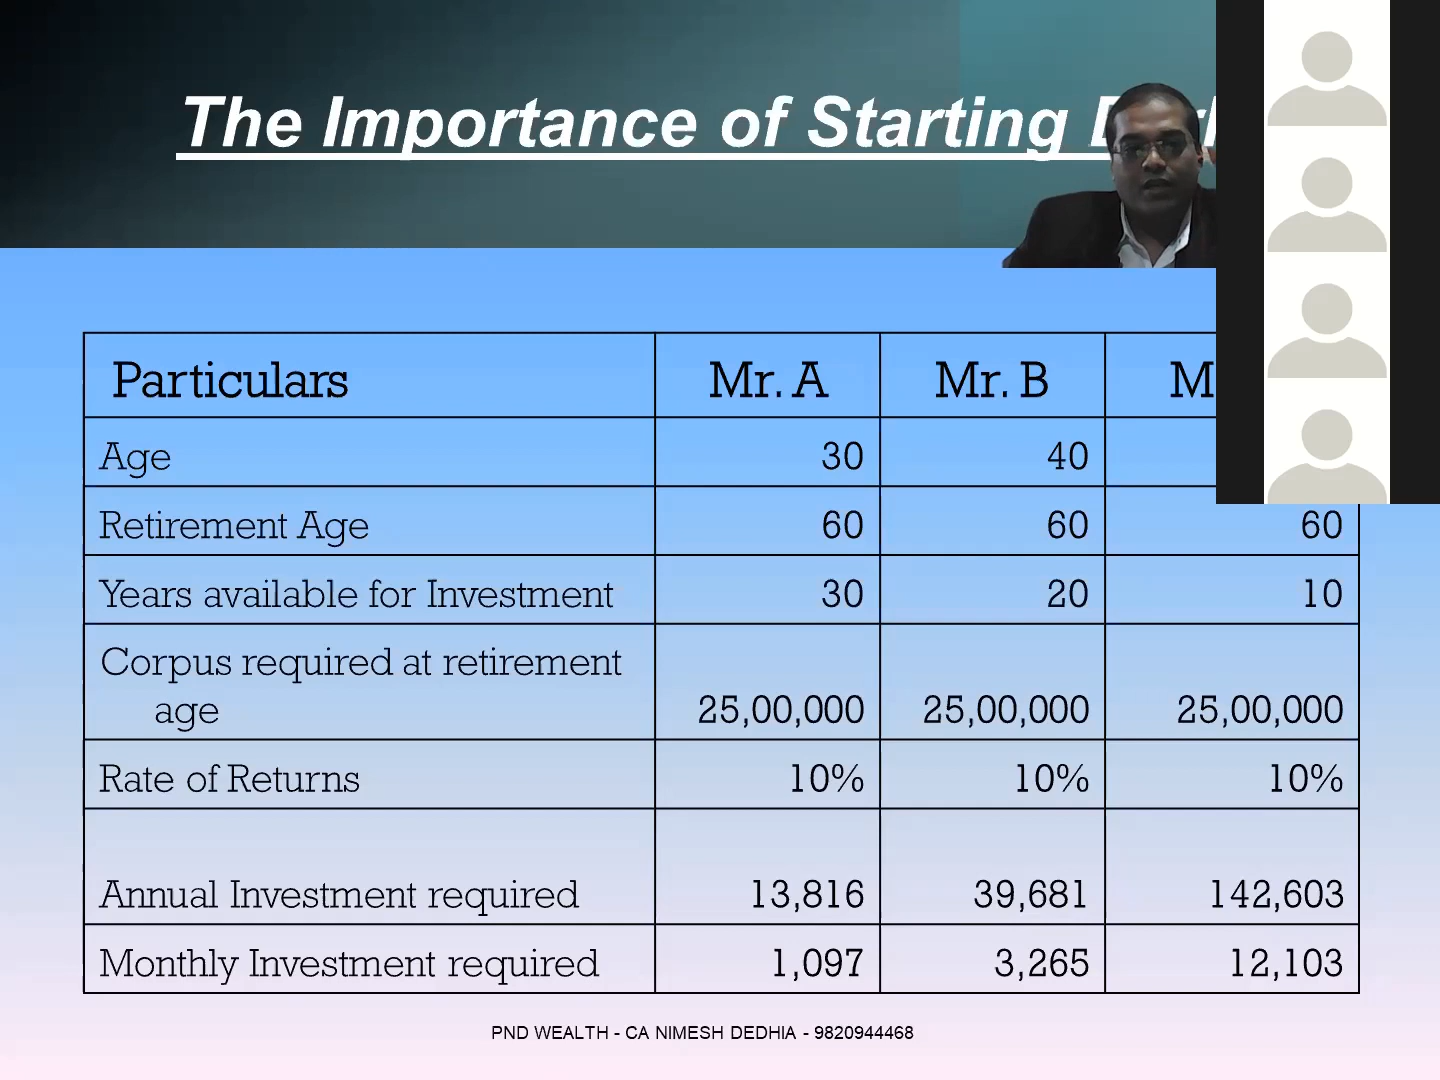 The Importance of Starting
Particulars Mr. A Mr. B
Age 30 40
Retirement Age 60 60 60
Years available for Investment 30 20 10
Corpus required at retirement
age 25,00,000 25,00,000 25,00,000
Rate of Returns 10% 10% 10%
Annual Investment required 13,816 39,681 142,603
Monthly Investment required 1,097 3,265 12,103
PND WEALTH - CA NIMESH DEDHIA - 9820944468